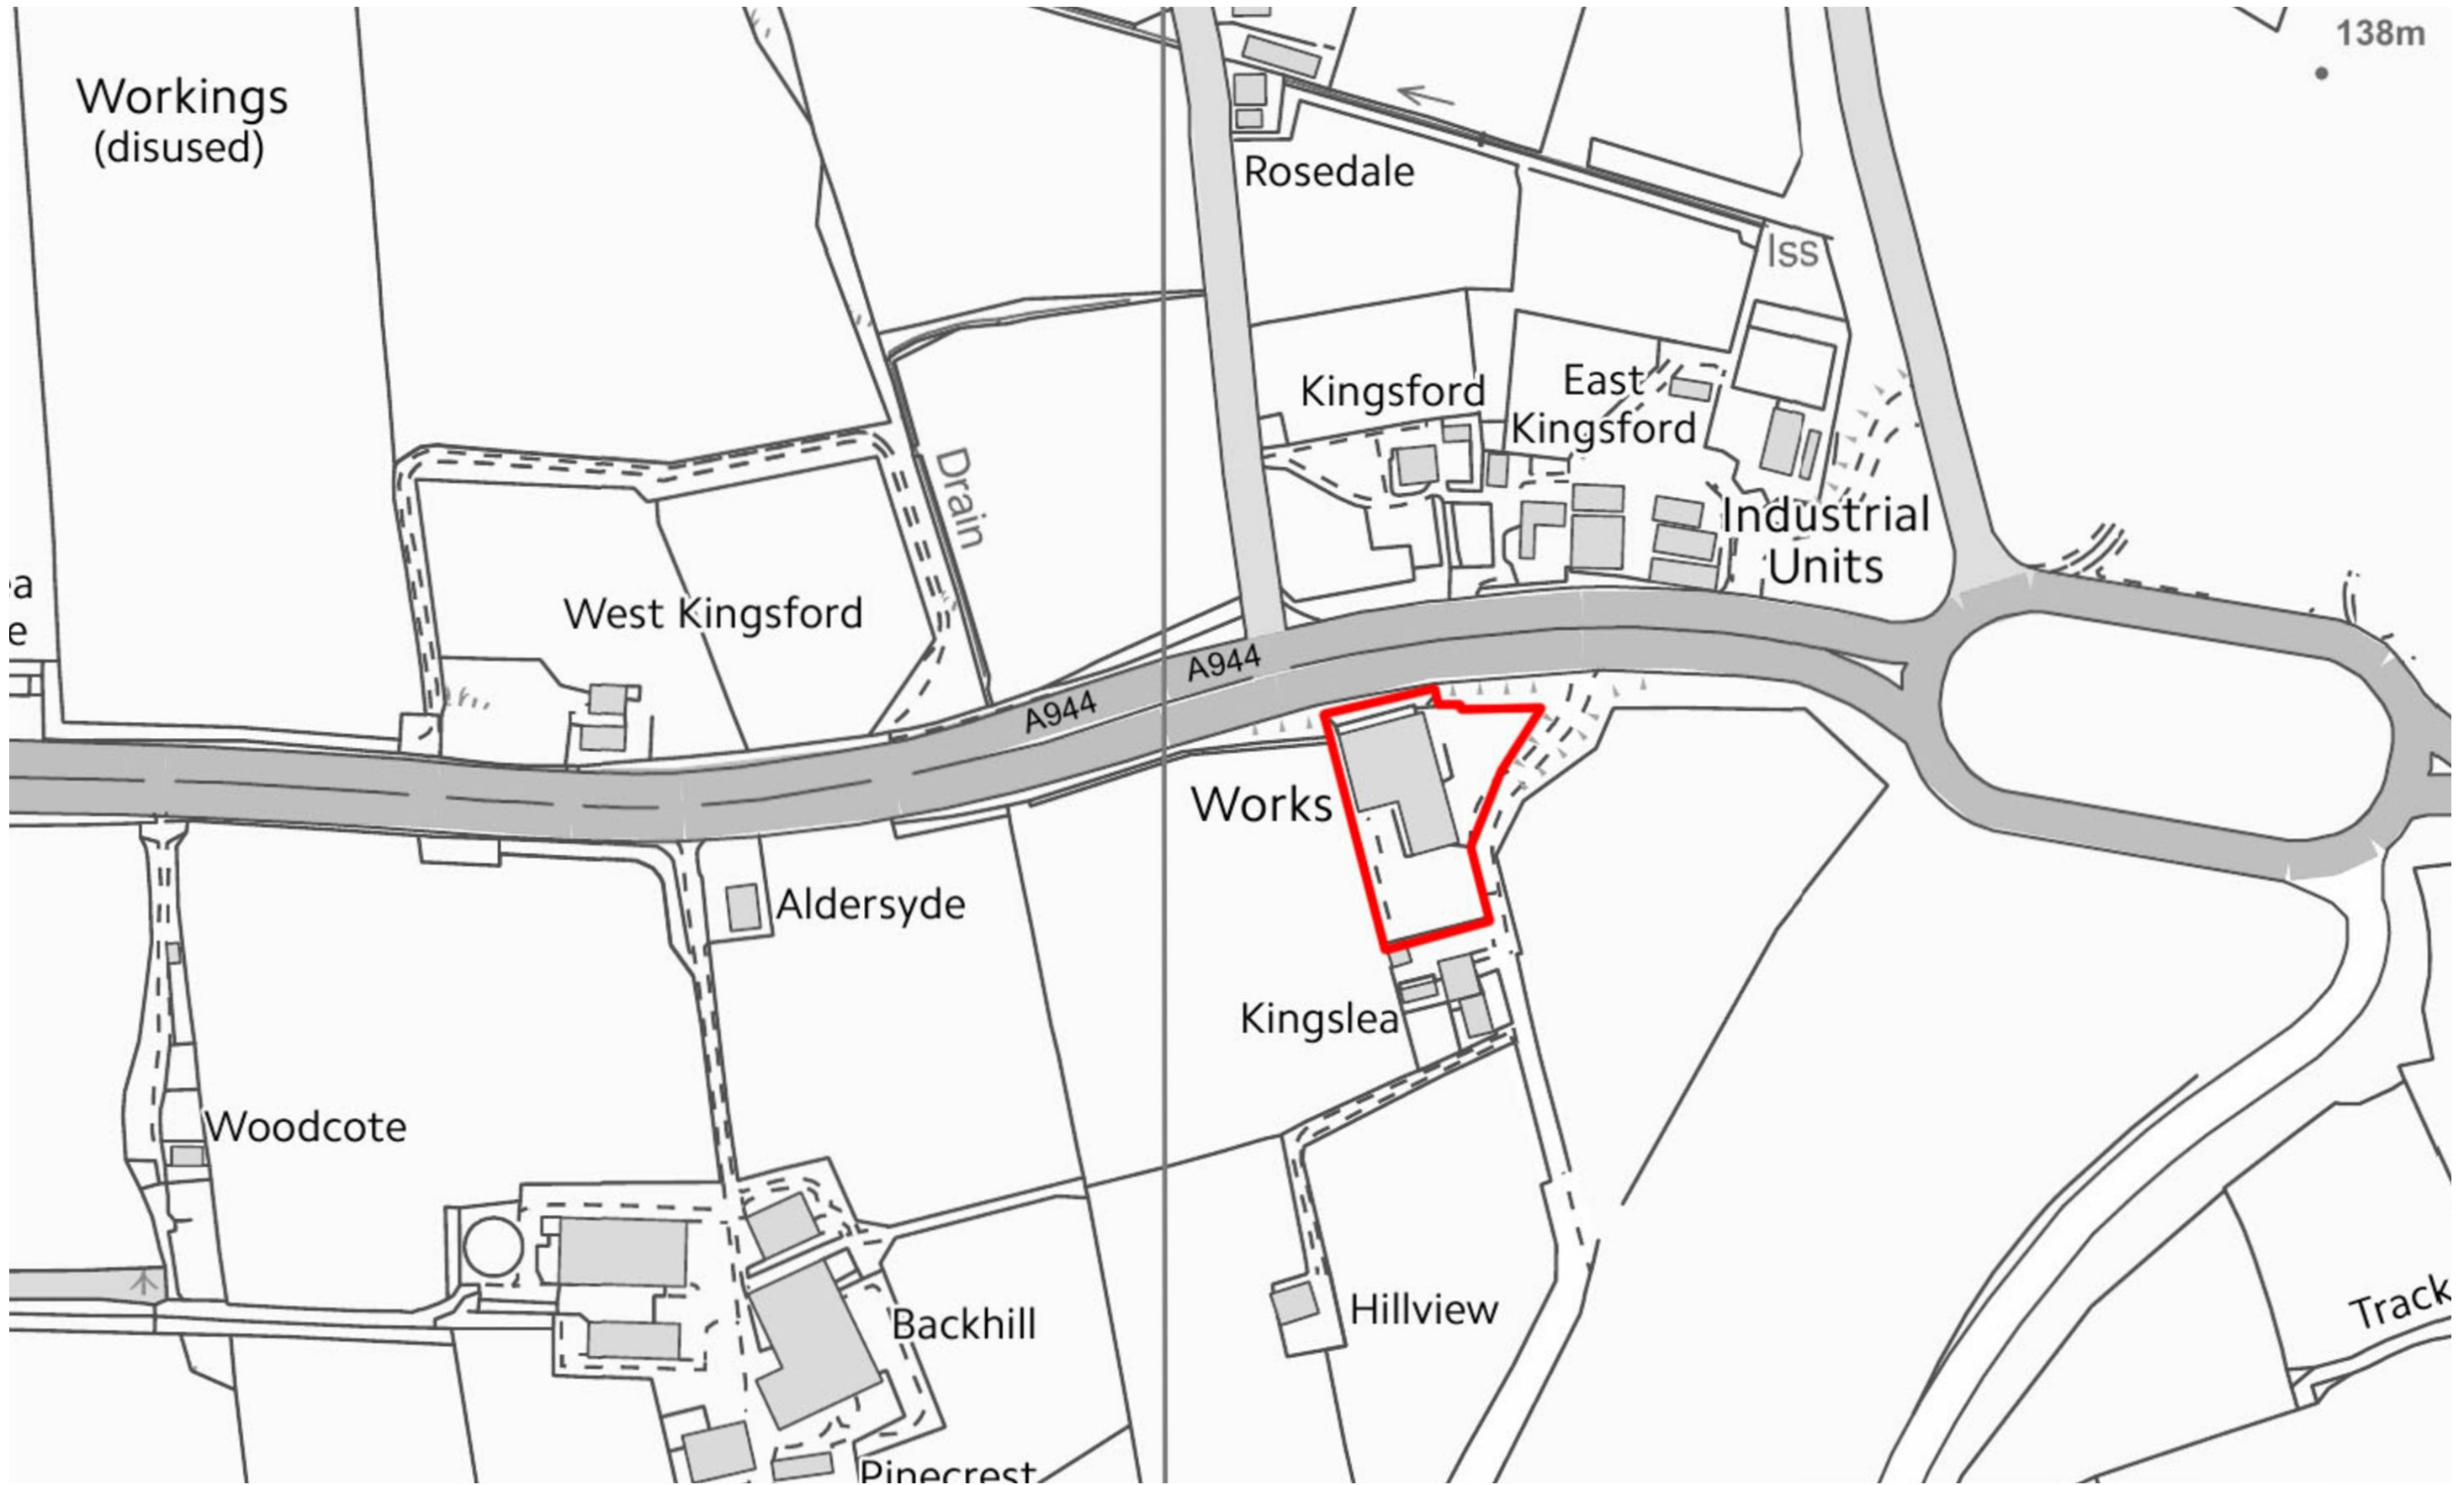 138m
Workings
(disused)
Rosedale
Iss
Kingsford
East
Kingsford
Drain
Industrial
Units
a
e
West Kingsford
A944
A944
Works
Aldersyde
Kingslea
Woodcote
Hillview
Track
Backhill
Pinecrest